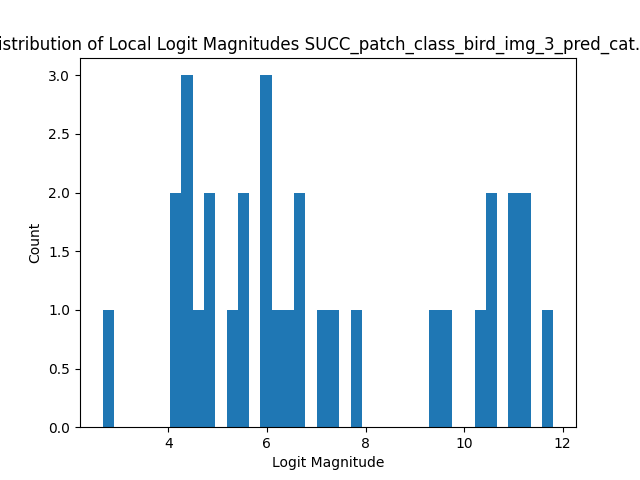 istribution of Local Logit Magnitudes SUCC_patch_class_bird_img_3_pred_cat.
3.0
2.5
2.0
1.5
1.0
0.5
0.0
Count
4 6 8 10 12
Logit Magnitude